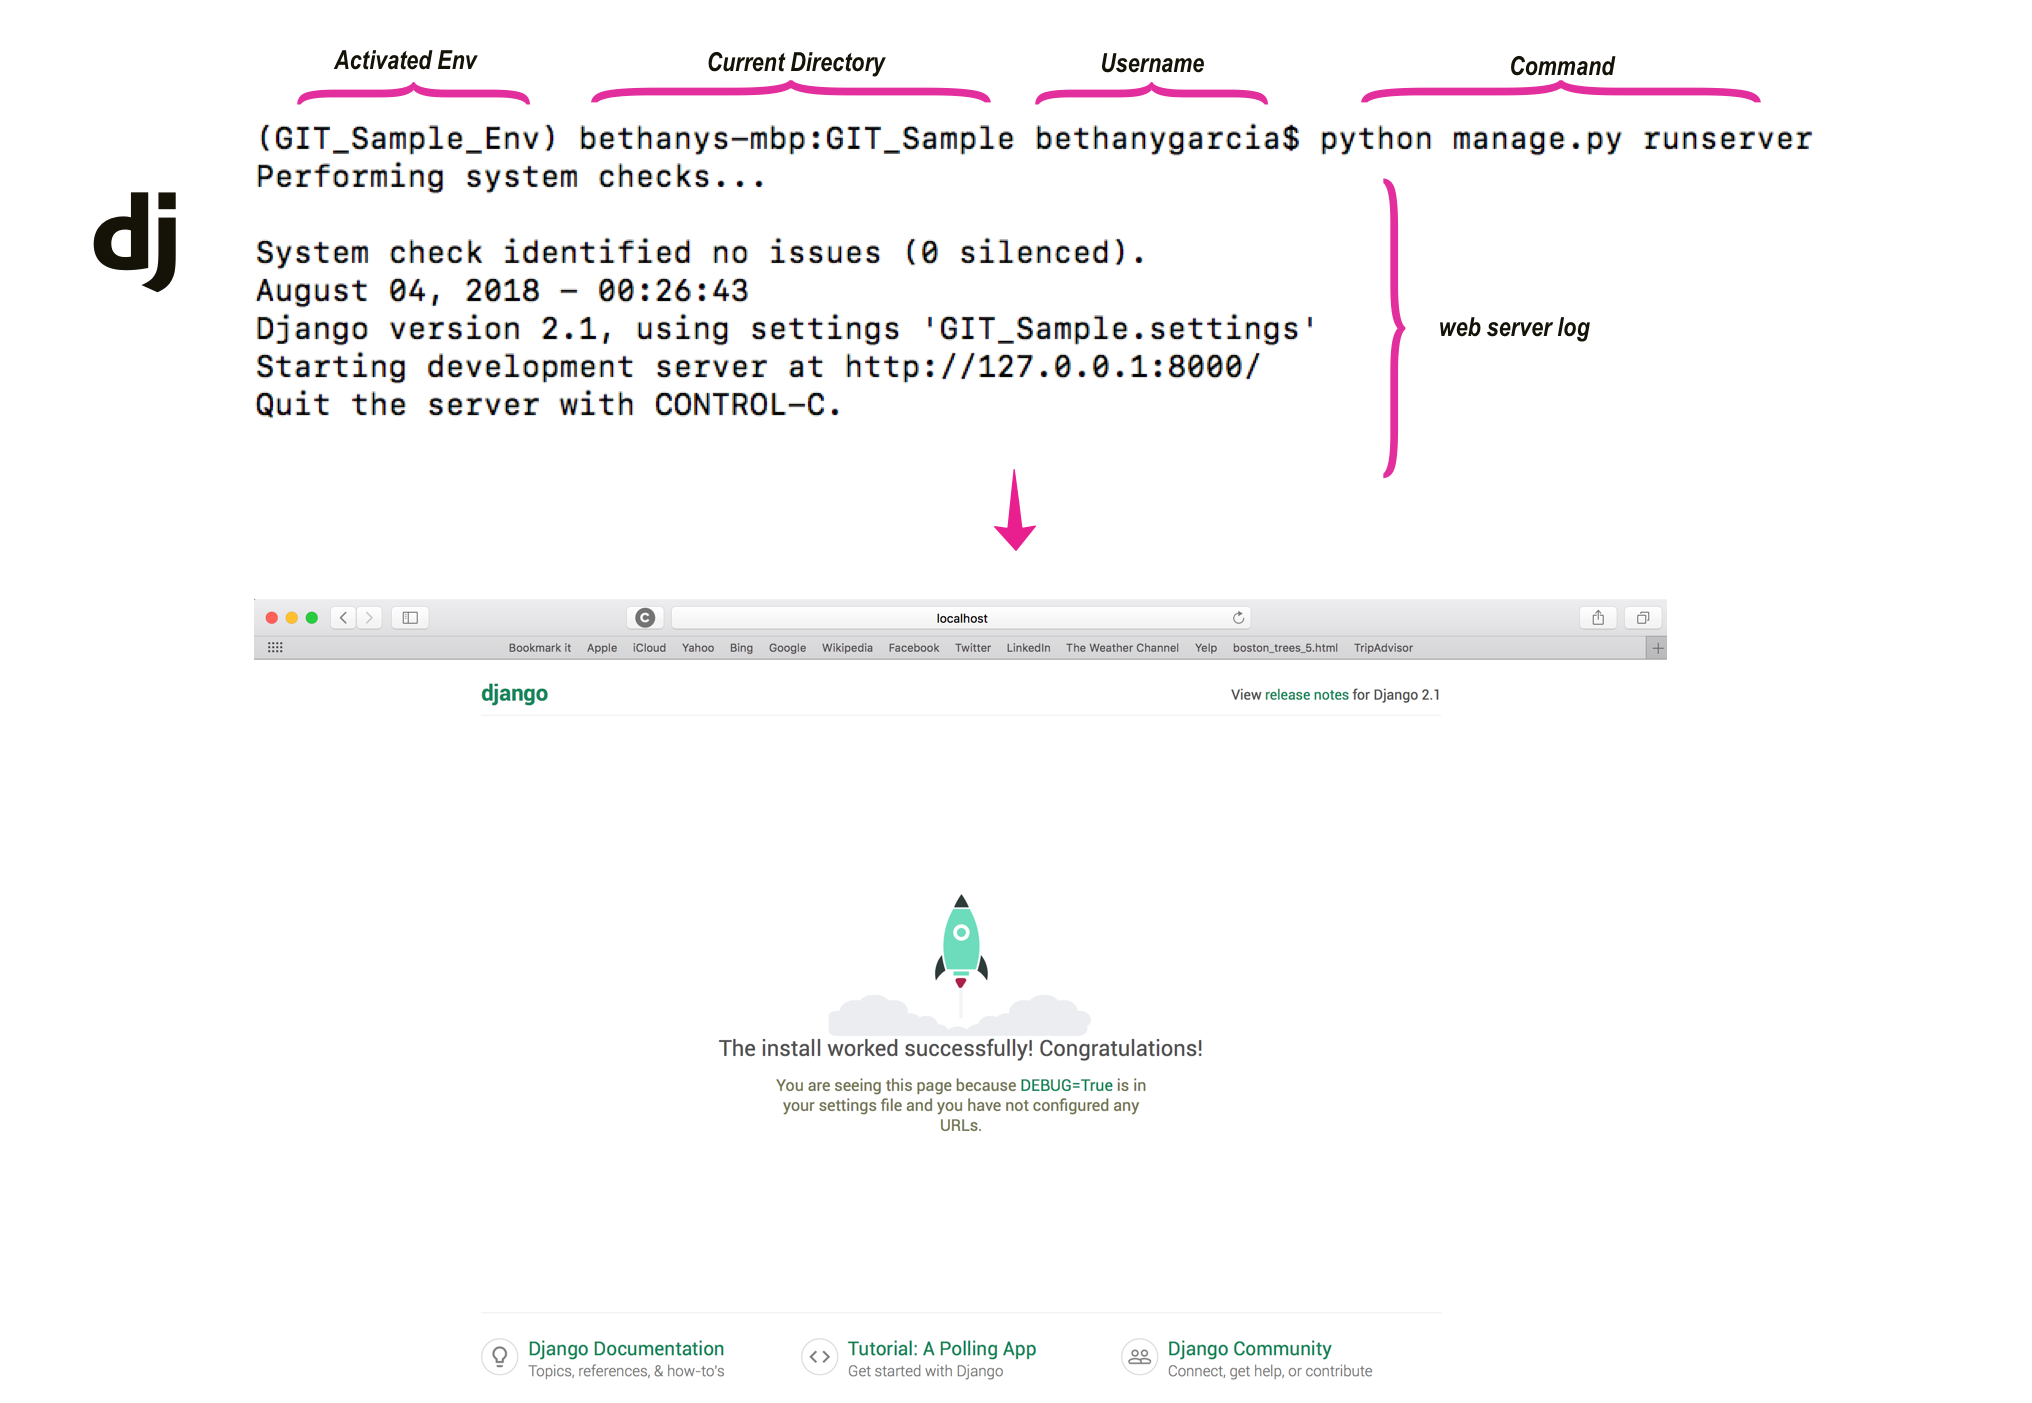 Activated Env Current Directory Username Command
(GIT_Sample_Env) bethanys-mbp:GIT_Sample bethanygarcia$ python manage.py runserver
Performing system checks...
dj
System check identified no issues (0 silenced).
August 04, 2018 - 00:26:43
Django version 2.1, using settings 'GIT_Sample.settings'
Starting development server at http://127.0.0.1:8000/
Quit the server with CONTROL-C.
web server log
C localhost
Bookmark it Apple iCloud Yahoo Bing Google Wikipedia Facebook Twitter LinkedIn The Weather Channel Yelp boston_trees_5.html TripAdvisor
django View release notes for Django 2.1
The install worked successfully! Congratulations!
You are seeing this page because DEBUG=True is in
your settings file and you have not configured any
URLs.
Django Documentation
Topics, references, & how-to's
Tutorial: A Polling App
Get started with Django
Django Community
Connect, get help, or contribute